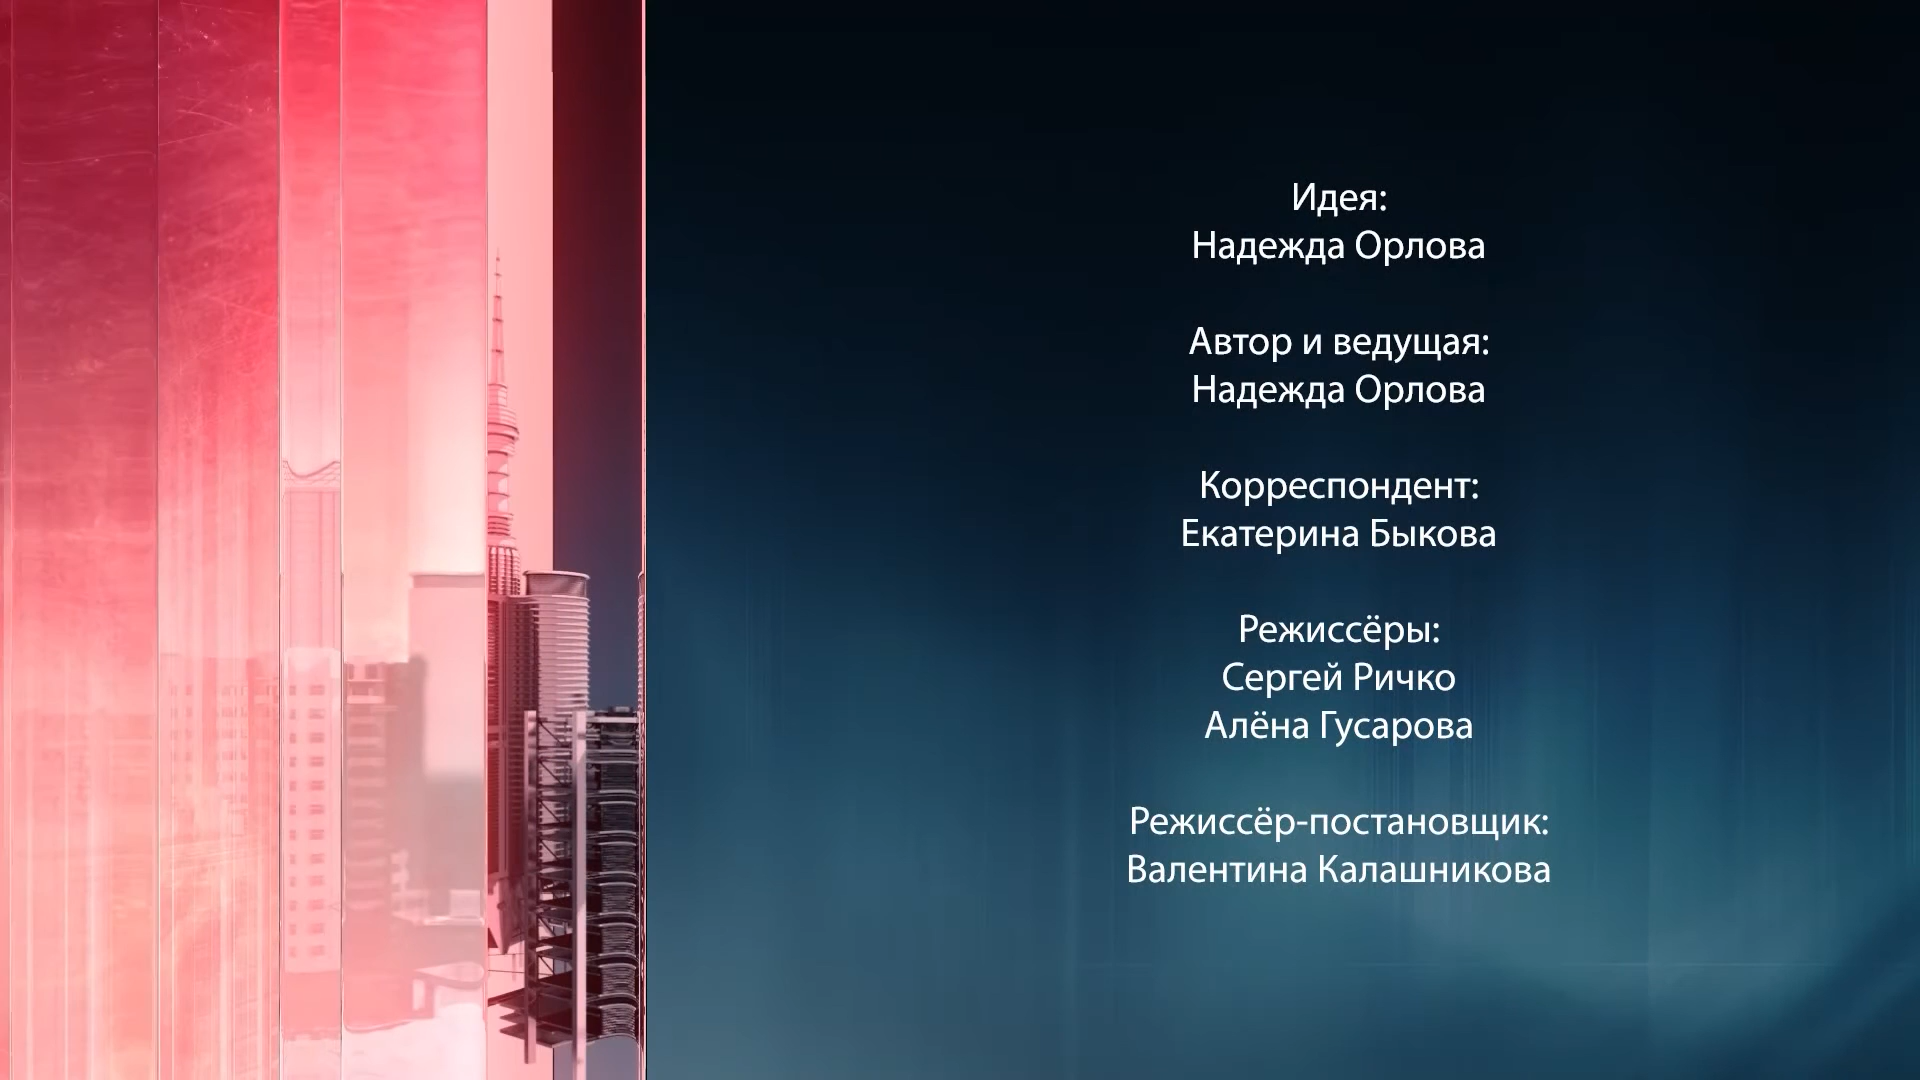 Идея:
Надежда Орлова
Автор и ведущая:
Надежда Орлова
Корреспондент:
Екатерина Быкова
Режиссёры:
Сергей Ричко
Алёна Гусарова
Режиссёр-постановщик:
Валентина Калашникова